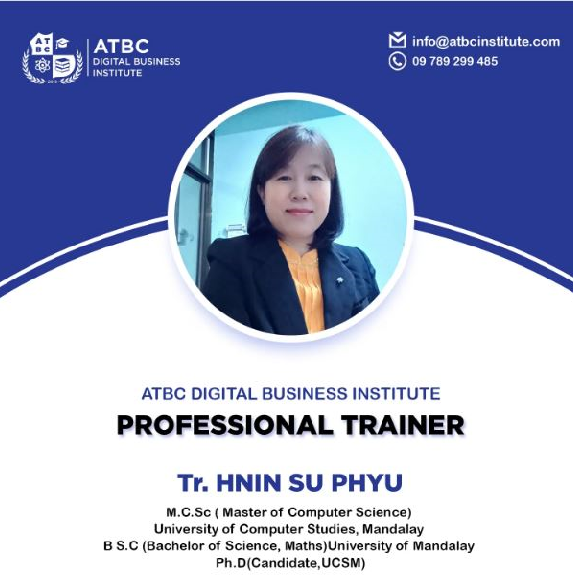 AT
BC
ATBC
DIGITAL BUSINESS
INSTITUTE
info@atbcinstitute.com
09 789 299 485
ATBC DIGITAL BUSINESS INSTITUTE
PROFESSIONAL TRAINER
Tr. HNIN SU PHYU
M.C.Sc ( Master of Computer Science)
University of Computer Studies, Mandalay
B S.C (Bachelor of Science, Maths)University of Mandalay
Ph.D(Candidate,UCSM)